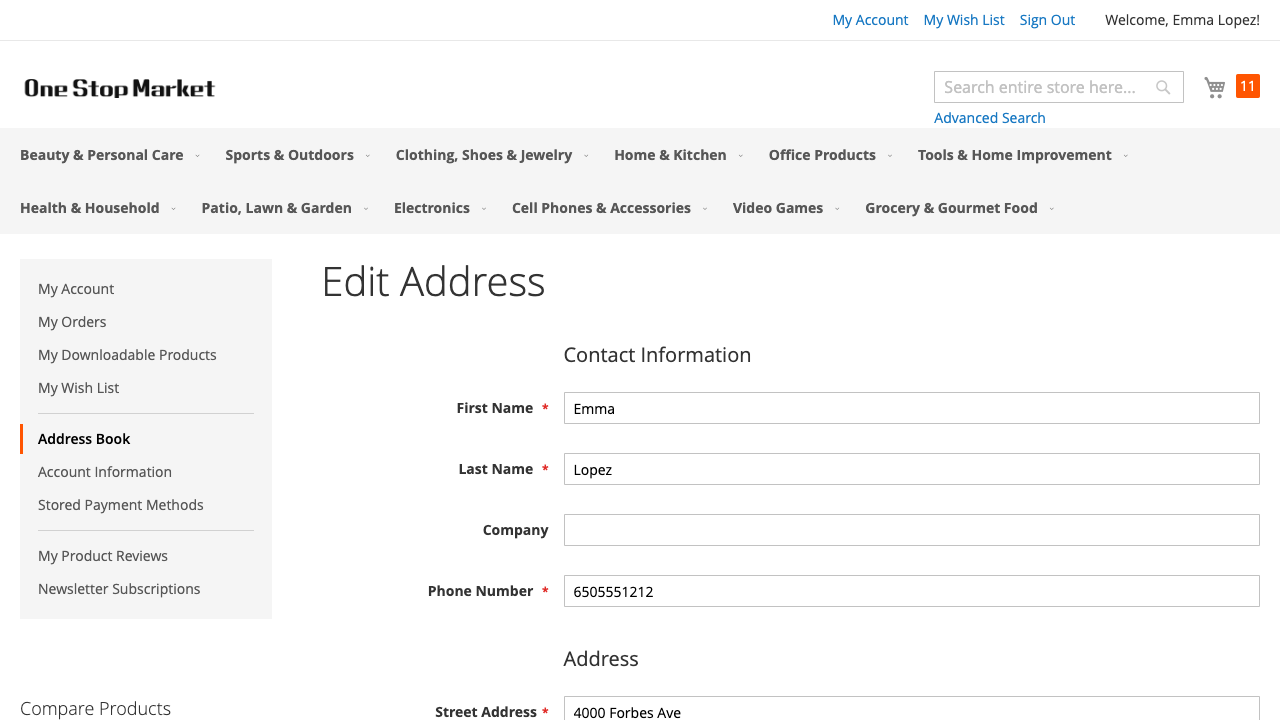 My Account My Wish List Sign Out Welcome, Emma Lopez!
One Stop Market
Search entire store here...
11
Advanced Search
Beauty & Personal Care Sports & Outdoors Clothing, Shoes & Jewelry Home & Kitchen Office Products Tools & Home Improvement
Health & Household Patio, Lawn & Garden Electronics Cell Phones & Accessories Video Games Grocery & Gourmet Food
My Account
My Orders
My Downloadable Products
My Wish List
Address Book
Account Information
Stored Payment Methods
My Product Reviews
Newsletter Subscriptions
Compare Products
Edit Address
Contact Information
First Name * Emma
Last Name * Lopez
Company
Phone Number * 6505551212
Address
Street Address * 4000 Forbes Ave